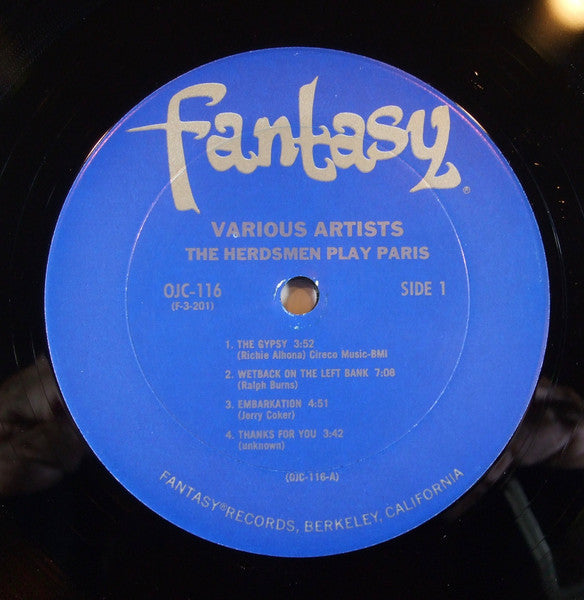 fantasy®
VARIOUS ARTISTS
THE HERDSMEN PLAY PARIS
OJC-116 SIDE 1
(F-3-201)
1. THE GYPSY 3:52
(Richie Alhona) Cireco Music-BMI
2. WETBACK ON THE LEFT BANK 7:08
(Ralph Burns)
3. EMBARKATION 4:51
(Jerry Coker)
4. THANKS FOR YOU 3:42
(unknown)
(OJC-116-A)
FANTASY® RECORDS, BERKELEY, CALIFORNIA